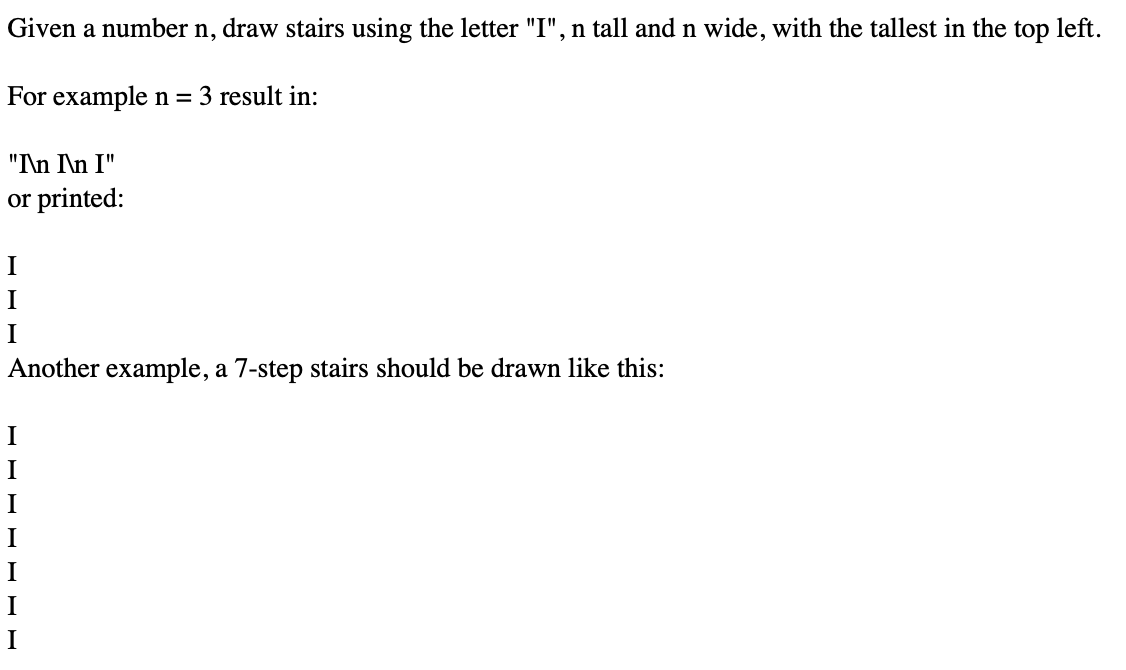 Given a number n, draw stairs using the letter "I", n tall and n wide, with the tallest in the top left.
For example n = 3 result in:
"I\n I\n I"
or printed:
I
I
I
Another example, a 7-step stairs should be drawn like this:
I
I
I
I
I
I
I